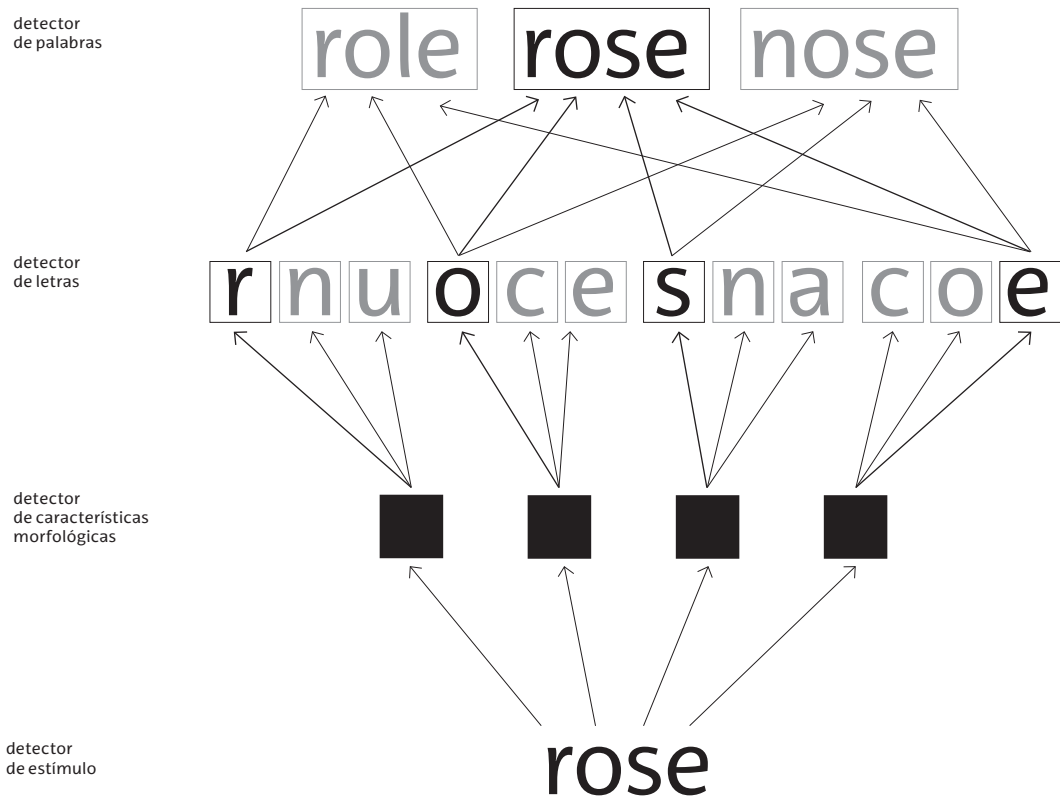 detector
de palabras
role rose nose
detector
de letras
r n u o c e s n a c o e
detector
de características
morfológicas
detector
de estímulo
rose